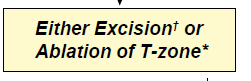 Either Excision† or
Ablation of T-zone*